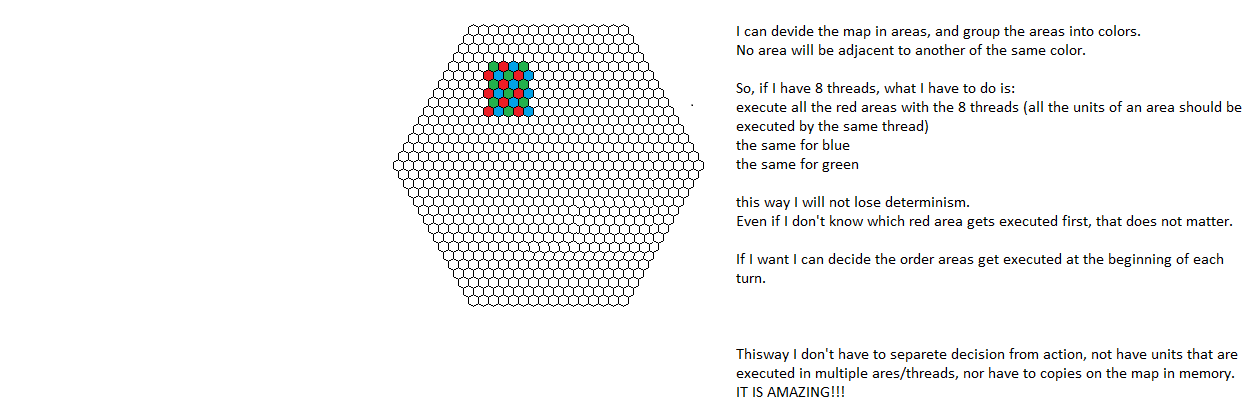 I can devide the map in areas, and group the areas into colors.
No area will be adjacent to another of the same color.
So, if I have 8 threads, what I have to do is:
execute all the red areas with the 8 threads (all the units of an area should be
executed by the same thread)
the same for blue
the same for green
this way I will not lose determinism.
Even if I don't know which red area gets executed first, that does not matter.
If I want I can decide the order areas get executed at the beginning of each
turn.
Thisway I don't have to separete decision from action, not have units that are
executed in multiple ares/threads, nor have to copies on the map in memory.
IT IS AMAZING!!!